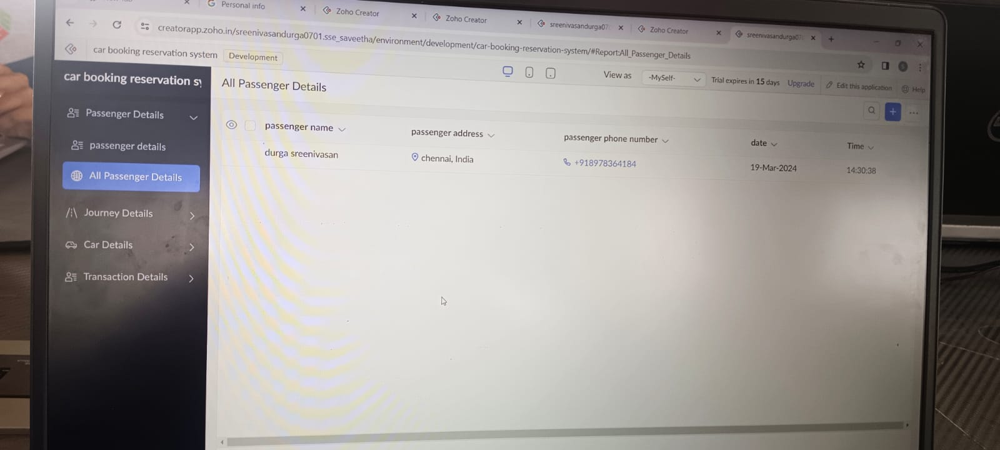 Personal info
Zoho Creator
Zoho Creator
sreenivasandurga07
Zoho Creator
sreenivasandurga07
creatorapp.zoho.in/sreenivasandurga0701.sse_saveetha/environment/development/car-booking-reservation-system/#Report:All_Passenger_Details
car booking reservation system
Development
View as
-MySelf-
Trial expires in 15 days
Upgrade
Edit this application
Help
car booking reservation sy
All Passenger Details
Passenger Details
passenger details
All Passenger Details
Journey Details
Car Details
Transaction Details
passenger name
passenger address
passenger phone number
date
Time
durga sreenivasan
chennai, India
+918978364184
19-Mar-2024
14:30:38